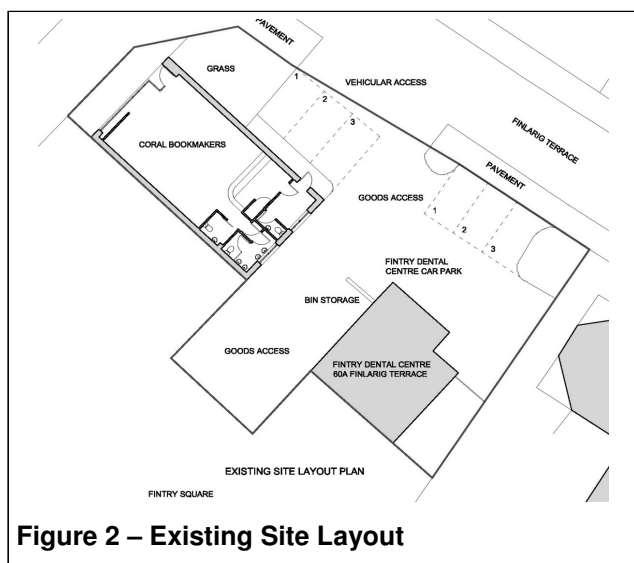 PAVEMENT
GRASS
VEHICULAR ACCESS
1
2
3
FINLARIG TERRACE
CORAL BOOKMAKERS
PAVEMENT
GOODS ACCESS
1
2
3
FINTRY DENTAL
CENTRE CAR PARK
BIN STORAGE
GOODS ACCESS
FINTRY DENTAL CENTRE
60A FINLARIG TERRACE
EXISTING SITE LAYOUT PLAN
FINTRY SQUARE
Figure 2 – Existing Site Layout